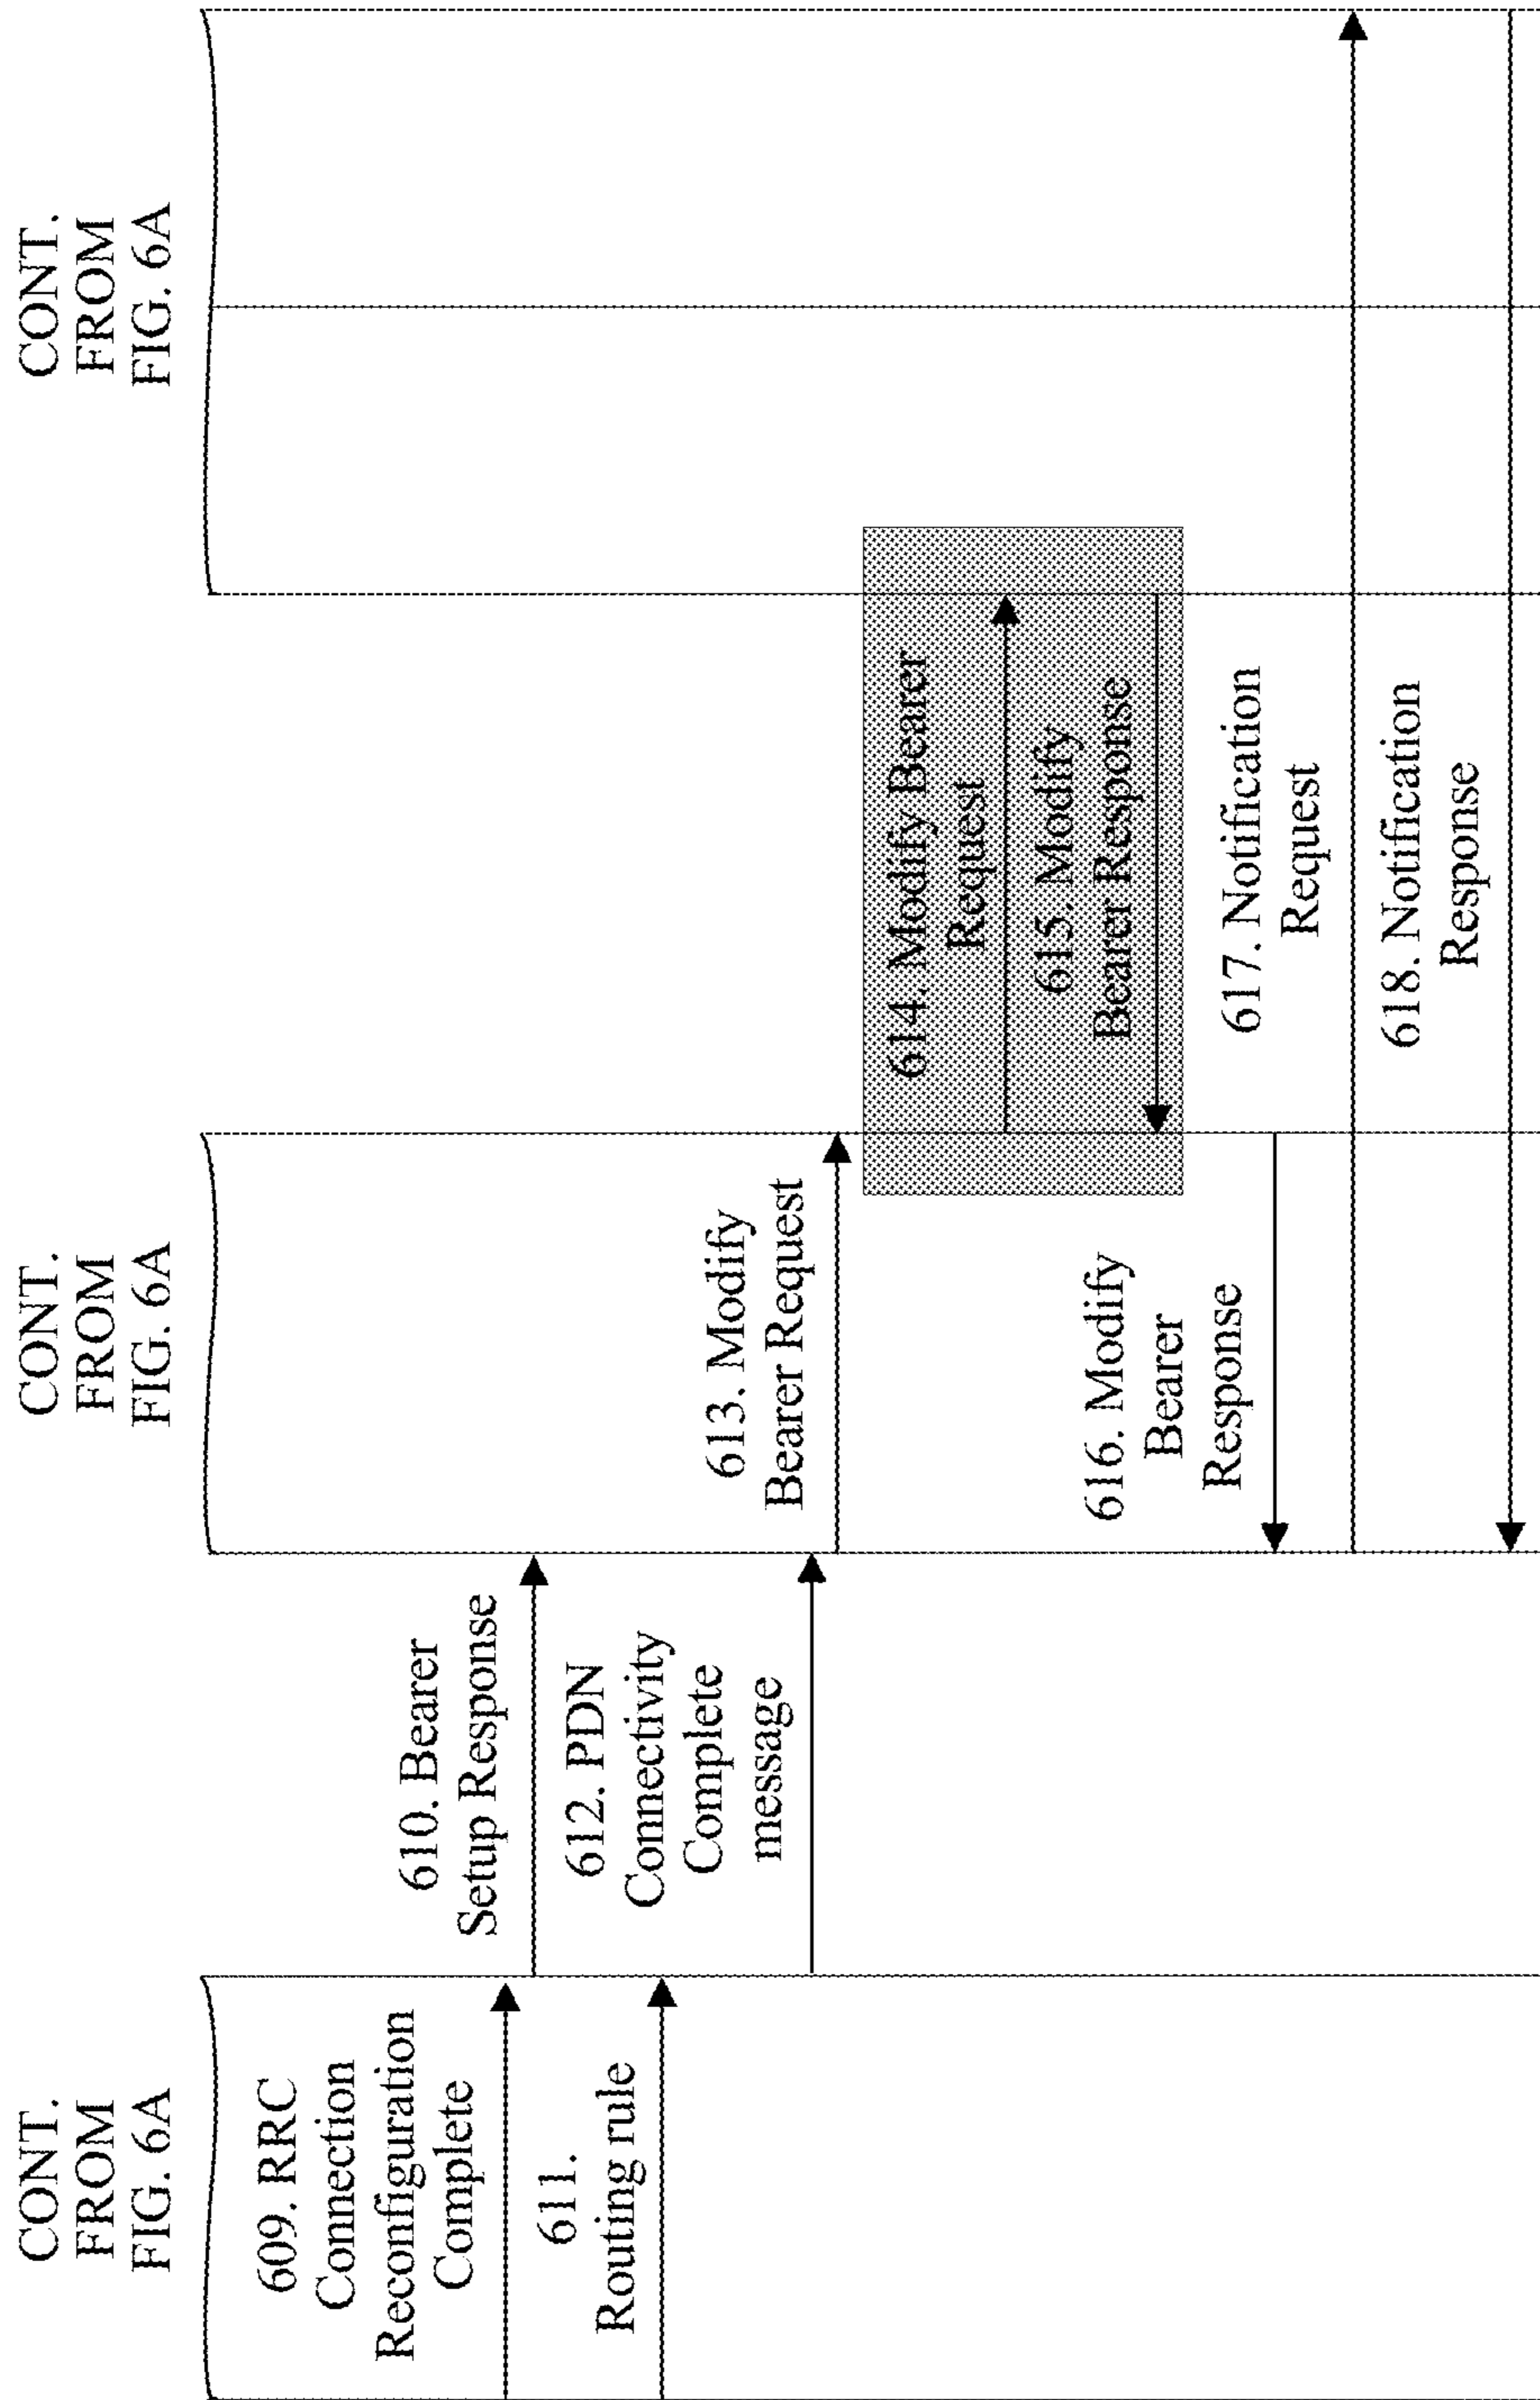 CONT.
FROM
FIG. 6A
CONT.
FROM
FIG. 6A
CONT.
FROM
FIG. 6A
609. RRC
Connection
Reconfiguration
Complete
610. Bearer
Setup Response
611.
Routing rule
612. PDN
Connectivity
Complete
message
613. Modify
Bearer Request
614. Modify Bearer
Request
615. Modify
Bearer Response
616. Modify
Bearer
Response
617. Notification
Request
618. Notification
Response